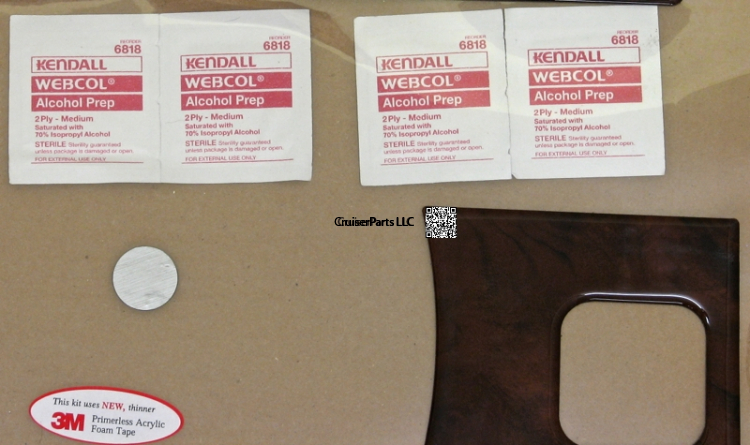 REORDER
6818
KENDALL
WEBCOL®
Alcohol Prep
2 Ply - Medium
Saturated with
70% Isopropyl Alcohol
STERILE Sterility guaranteed
unless package is damaged or open.
FOR EXTERNAL USE ONLY
REORDER
6818
KENDALL
WEBCOL®
Alcohol Prep
2 Ply - Medium
Saturated with
70% Isopropyl Alcohol
STERILE Sterility guaranteed
unless package is damaged or open.
FOR EXTERNAL USE ONLY
REORDER
6818
KENDALL
WEBCOL®
Alcohol Prep
2 Ply - Medium
Saturated with
70% Isopropyl Alcohol
STERILE Sterility guaranteed
unless package is damaged or open.
FOR EXTERNAL USE ONLY
REORDER
6818
KENDALL
WEBCOL®
Alcohol Prep
2 Ply - Medium
Saturated with
70% Isopropyl Alcohol
STERILE Sterility guaranteed
unless package is damaged or open.
FOR EXTERNAL USE ONLY
CruiserParts LLC
This kit uses NEW, thinner
3M Primerless Acrylic
Foam Tape